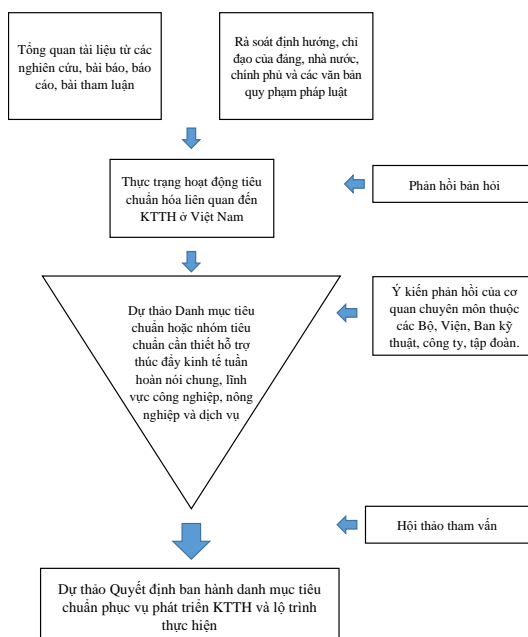 Tổng quan tài liệu từ các
nghiên cứu, bài báo, báo
cáo, bài tham luận
Rà soát định hướng, chỉ
đạo của đảng, nhà nước,
chính phủ và các văn bản
quy phạm pháp luật
Thực trạng hoạt động tiêu
chuẩn hóa liên quan đến
KTTH ở Việt Nam
Phản hồi bản hỏi
Dự thảo Danh mục tiêu
chuẩn hoặc nhóm tiêu
chuẩn cần thiết hỗ trợ
thúc đẩy kinh tế tuần
hoàn nói chung, lĩnh
vực công nghiệp, nông
nghiệp và dịch vụ
Ý kiến phản hồi của cơ
quan chuyên môn thuộc
các Bộ, Viện, Ban kỹ
thuật, công ty, tập đoàn.
Hội thảo tham vấn
Dự thảo Quyết định ban hành danh mục tiêu
chuẩn phục vụ phát triển KTTH và lộ trình
thực hiện